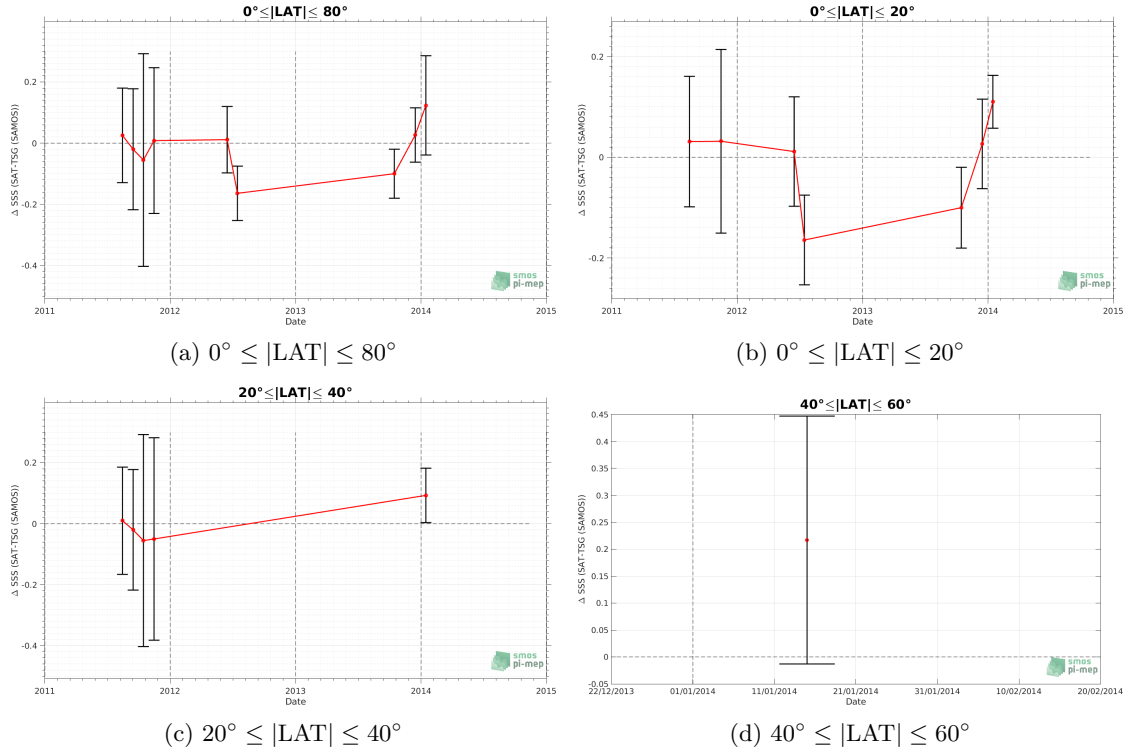 0°≤|LAT|≤ 80°
Δ SSS (SAT-TSG (SAMOS))
0.2
0
-0.2
-0.4
2011 2012 2013 2014 2015
Date
smos
pi-mep
(a) 0° ≤ |LAT| ≤ 80°
0°≤|LAT|≤ 20°
Δ SSS (SAT-TSG (SAMOS))
0.2
0.1
0
-0.1
-0.2
2011 2012 2013 2014 2015
Date
smos
pi-mep
(b) 0° ≤ |LAT| ≤ 20°
20°≤|LAT|≤ 40°
Δ SSS (SAT-TSG (SAMOS))
0.2
0
-0.2
-0.4
2011 2012 2013 2014 2015
Date
smos
pi-mep
(c) 20° ≤ |LAT| ≤ 40°
40°≤|LAT|≤ 60°
Δ SSS (SAT-TSG (SAMOS))
0.45
0.4
0.35
0.3
0.25
0.2
0.15
0.1
0.05
0
-0.05
22/12/2013 01/01/2014 11/01/2014 21/01/2014 31/01/2014 10/02/2014 20/02/2014
Date
smos
pi-mep
(d) 40° ≤ |LAT| ≤ 60°